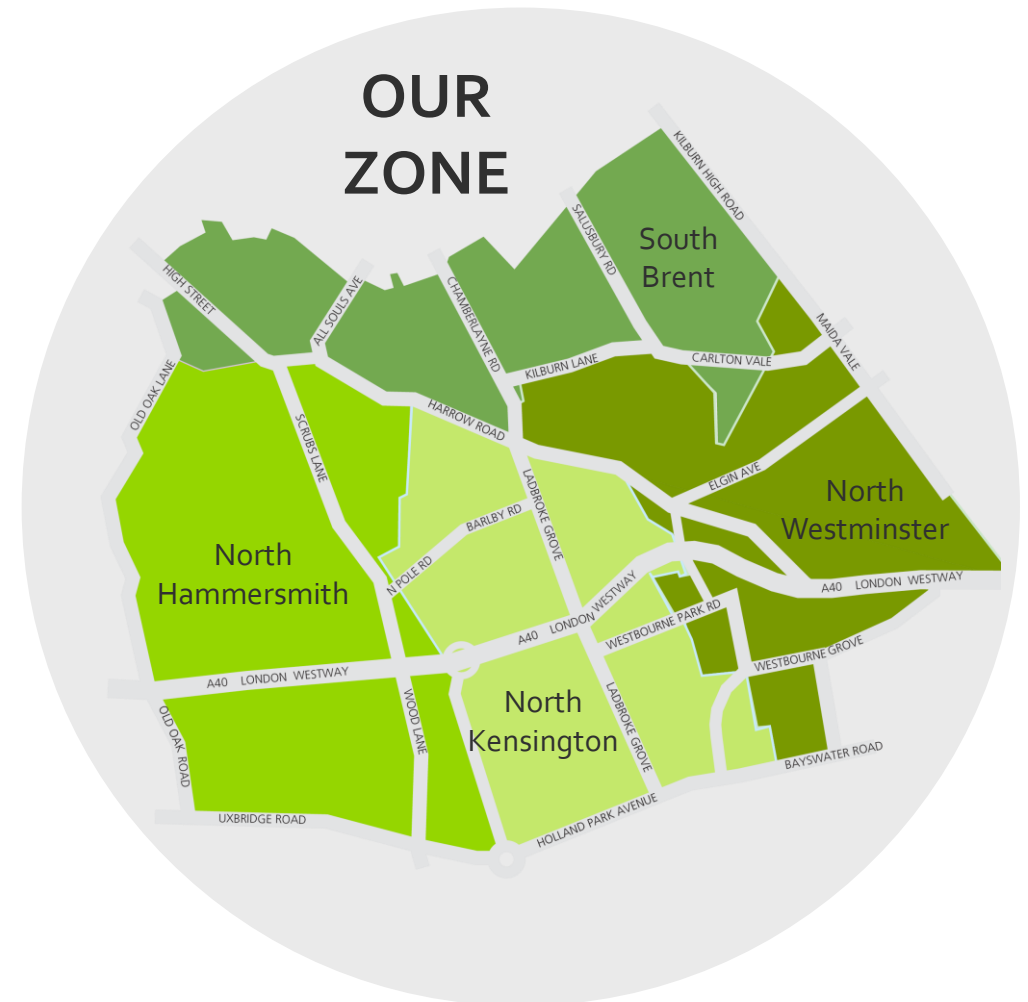 OUR
ZONE
KILBURN HIGH ROAD
SALUSBURY RD
South
Brent
HIGH STREET
ALL SOULS AVE
CHAMBERLAYNE RD
MAIDA VALE
KILBURN LANE
CARLTON VALE
OLD OAK LANE
HARROW ROAD
SCRUBS LANE
LADBROKE GROVE
ELGIN AVE
North
Westminster
BARLBY RD
North
Hammersmith
N POLE RD
A40 LONDON WESTWAY
A40 LONDON WESTWAY
WESTBOURNE PARK RD
WESTBOURNE GROVE
A40 LONDON WESTWAY
North
Kensington
LADBROKE GROVE
WOOD LANE
OLD OAK ROAD
BAYSWATER ROAD
UXBRIDGE ROAD
HOLLAND PARK AVENUE